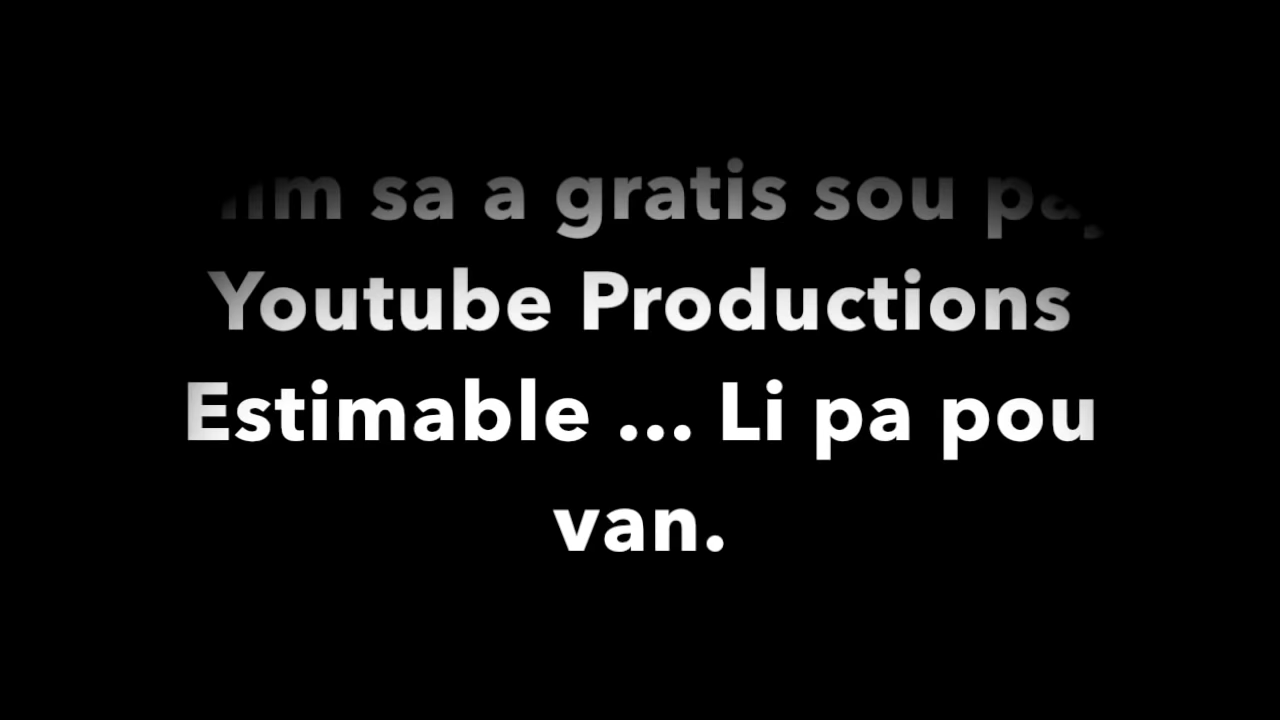 sa a gratis sou
Youtube Productions
Estimable ... Li pa pou
van.